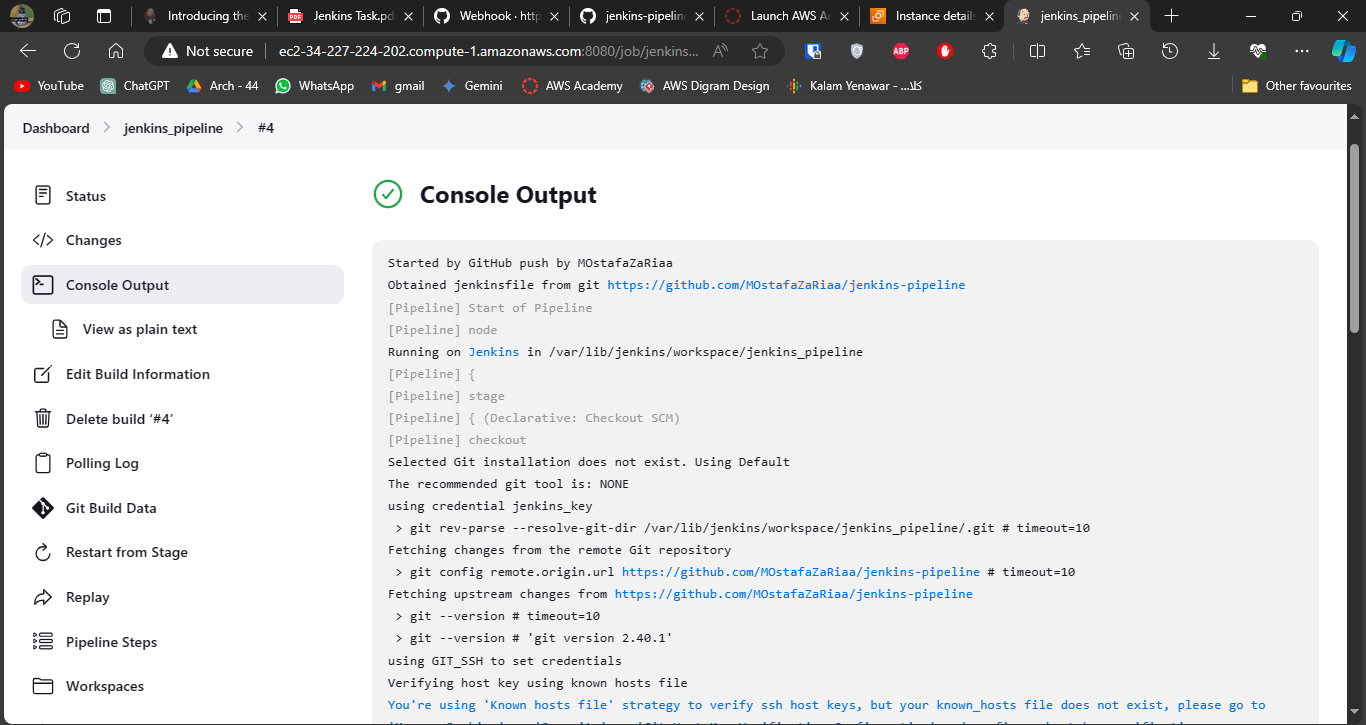 Introducing the
Jenkins Task.pd
Webhook · http
jenkins-pipelin
Launch AWS Ac
Instance details
jenkins_pipelin
Not secure
ec2-34-227-224-202.compute-1.amazonaws.com:8080/job/jenkins...
YouTube
ChatGPT
Arch - 44
WhatsApp
gmail
Gemini
AWS Academy
AWS Digram Design
Kalam Yenawar - ...كلا
Other favourites
Dashboard > jenkins_pipeline > #4
Status
Changes
Console Output
View as plain text
Edit Build Information
Delete build ‘#4’
Polling Log
Git Build Data
Restart from Stage
Replay
Pipeline Steps
Workspaces
Console Output
Started by GitHub push by MOstafaZaRiaa
Obtained jenkinsfile from git https://github.com/MOstafaZaRiaa/jenkins-pipeline
[Pipeline] Start of Pipeline
[Pipeline] node
Running on Jenkins in /var/lib/jenkins/workspace/jenkins_pipeline
[Pipeline] {
[Pipeline] stage
[Pipeline] { (Declarative: Checkout SCM)
[Pipeline] checkout
Selected Git installation does not exist. Using Default
The recommended git tool is: NONE
using credential jenkins_key
> git rev-parse --resolve-git-dir /var/lib/jenkins/workspace/jenkins_pipeline/.git # timeout=10
Fetching changes from the remote Git repository
> git config remote.origin.url https://github.com/MOstafaZaRiaa/jenkins-pipeline # timeout=10
Fetching upstream changes from https://github.com/MOstafaZaRiaa/jenkins-pipeline
> git --version # timeout=10
> git --version # 'git version 2.40.1'
using GIT_SSH to set credentials
Verifying host key using known hosts file
You're using 'Known hosts file' strategy to verify ssh host keys, but your known_hosts file does not exist, please go to